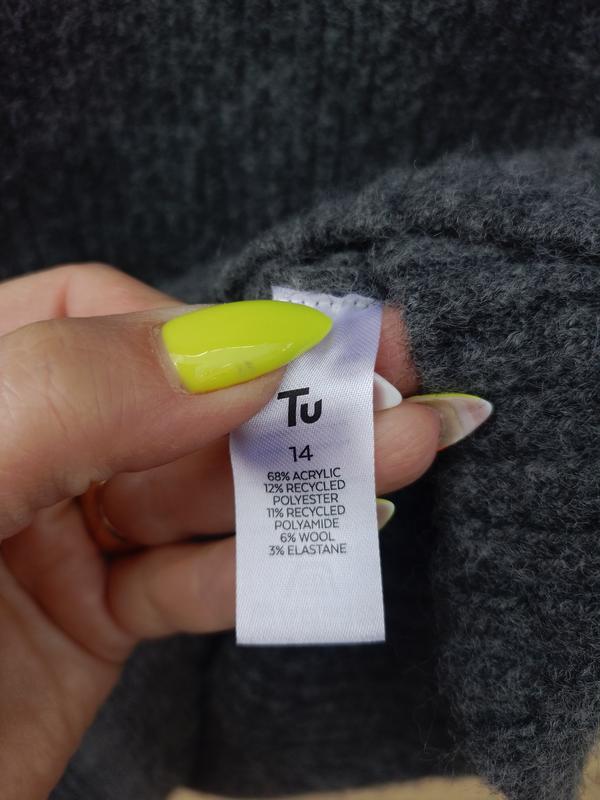 Tu
14
68% ACRYLIC
12% RECYCLED
POLYESTER
11% RECYCLED
POLYAMIDE
6% WOOL
3% ELASTANE